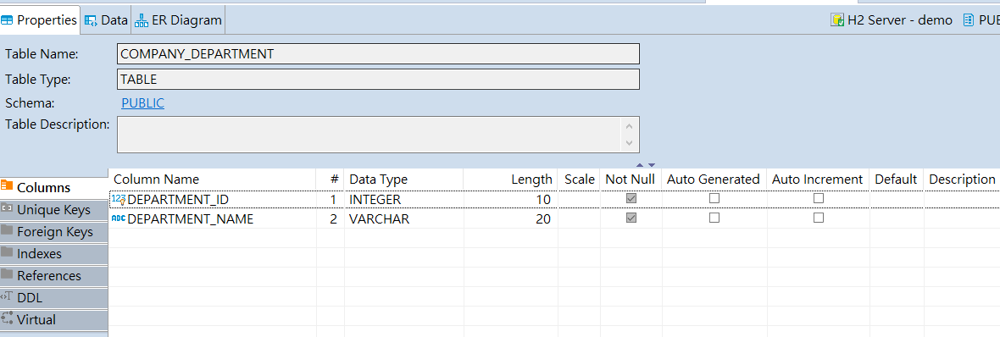 Properties Data ER Diagram H2 Server - demo
Table Name: COMPANY_DEPARTMENT
Table Type: TABLE
Schema: PUBLIC
Table Description:
Column Name # Data Type Length Scale Not Null Auto Generated Auto Increment Default Description
123 DEPARTMENT_ID 1 INTEGER 10
ABC DEPARTMENT_NAME 2 VARCHAR 20
Columns
Unique Keys
Foreign Keys
Indexes
References
DDL
Virtual